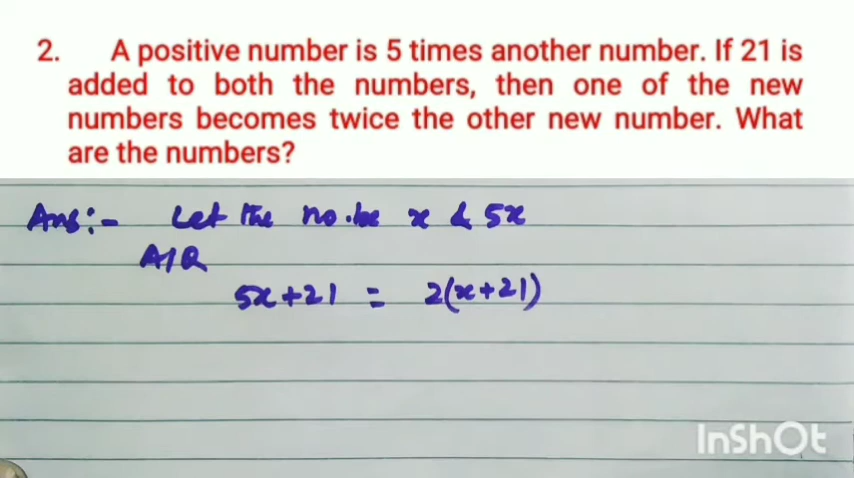 2. A positive number is 5 times another number. If 21 is
added to both the numbers, then one of the new
numbers becomes twice the other new number. What
are the numbers?
Ans:- Let the no. be x & 5x
A/Q
5x+21 = 2(x+21)
InShOt